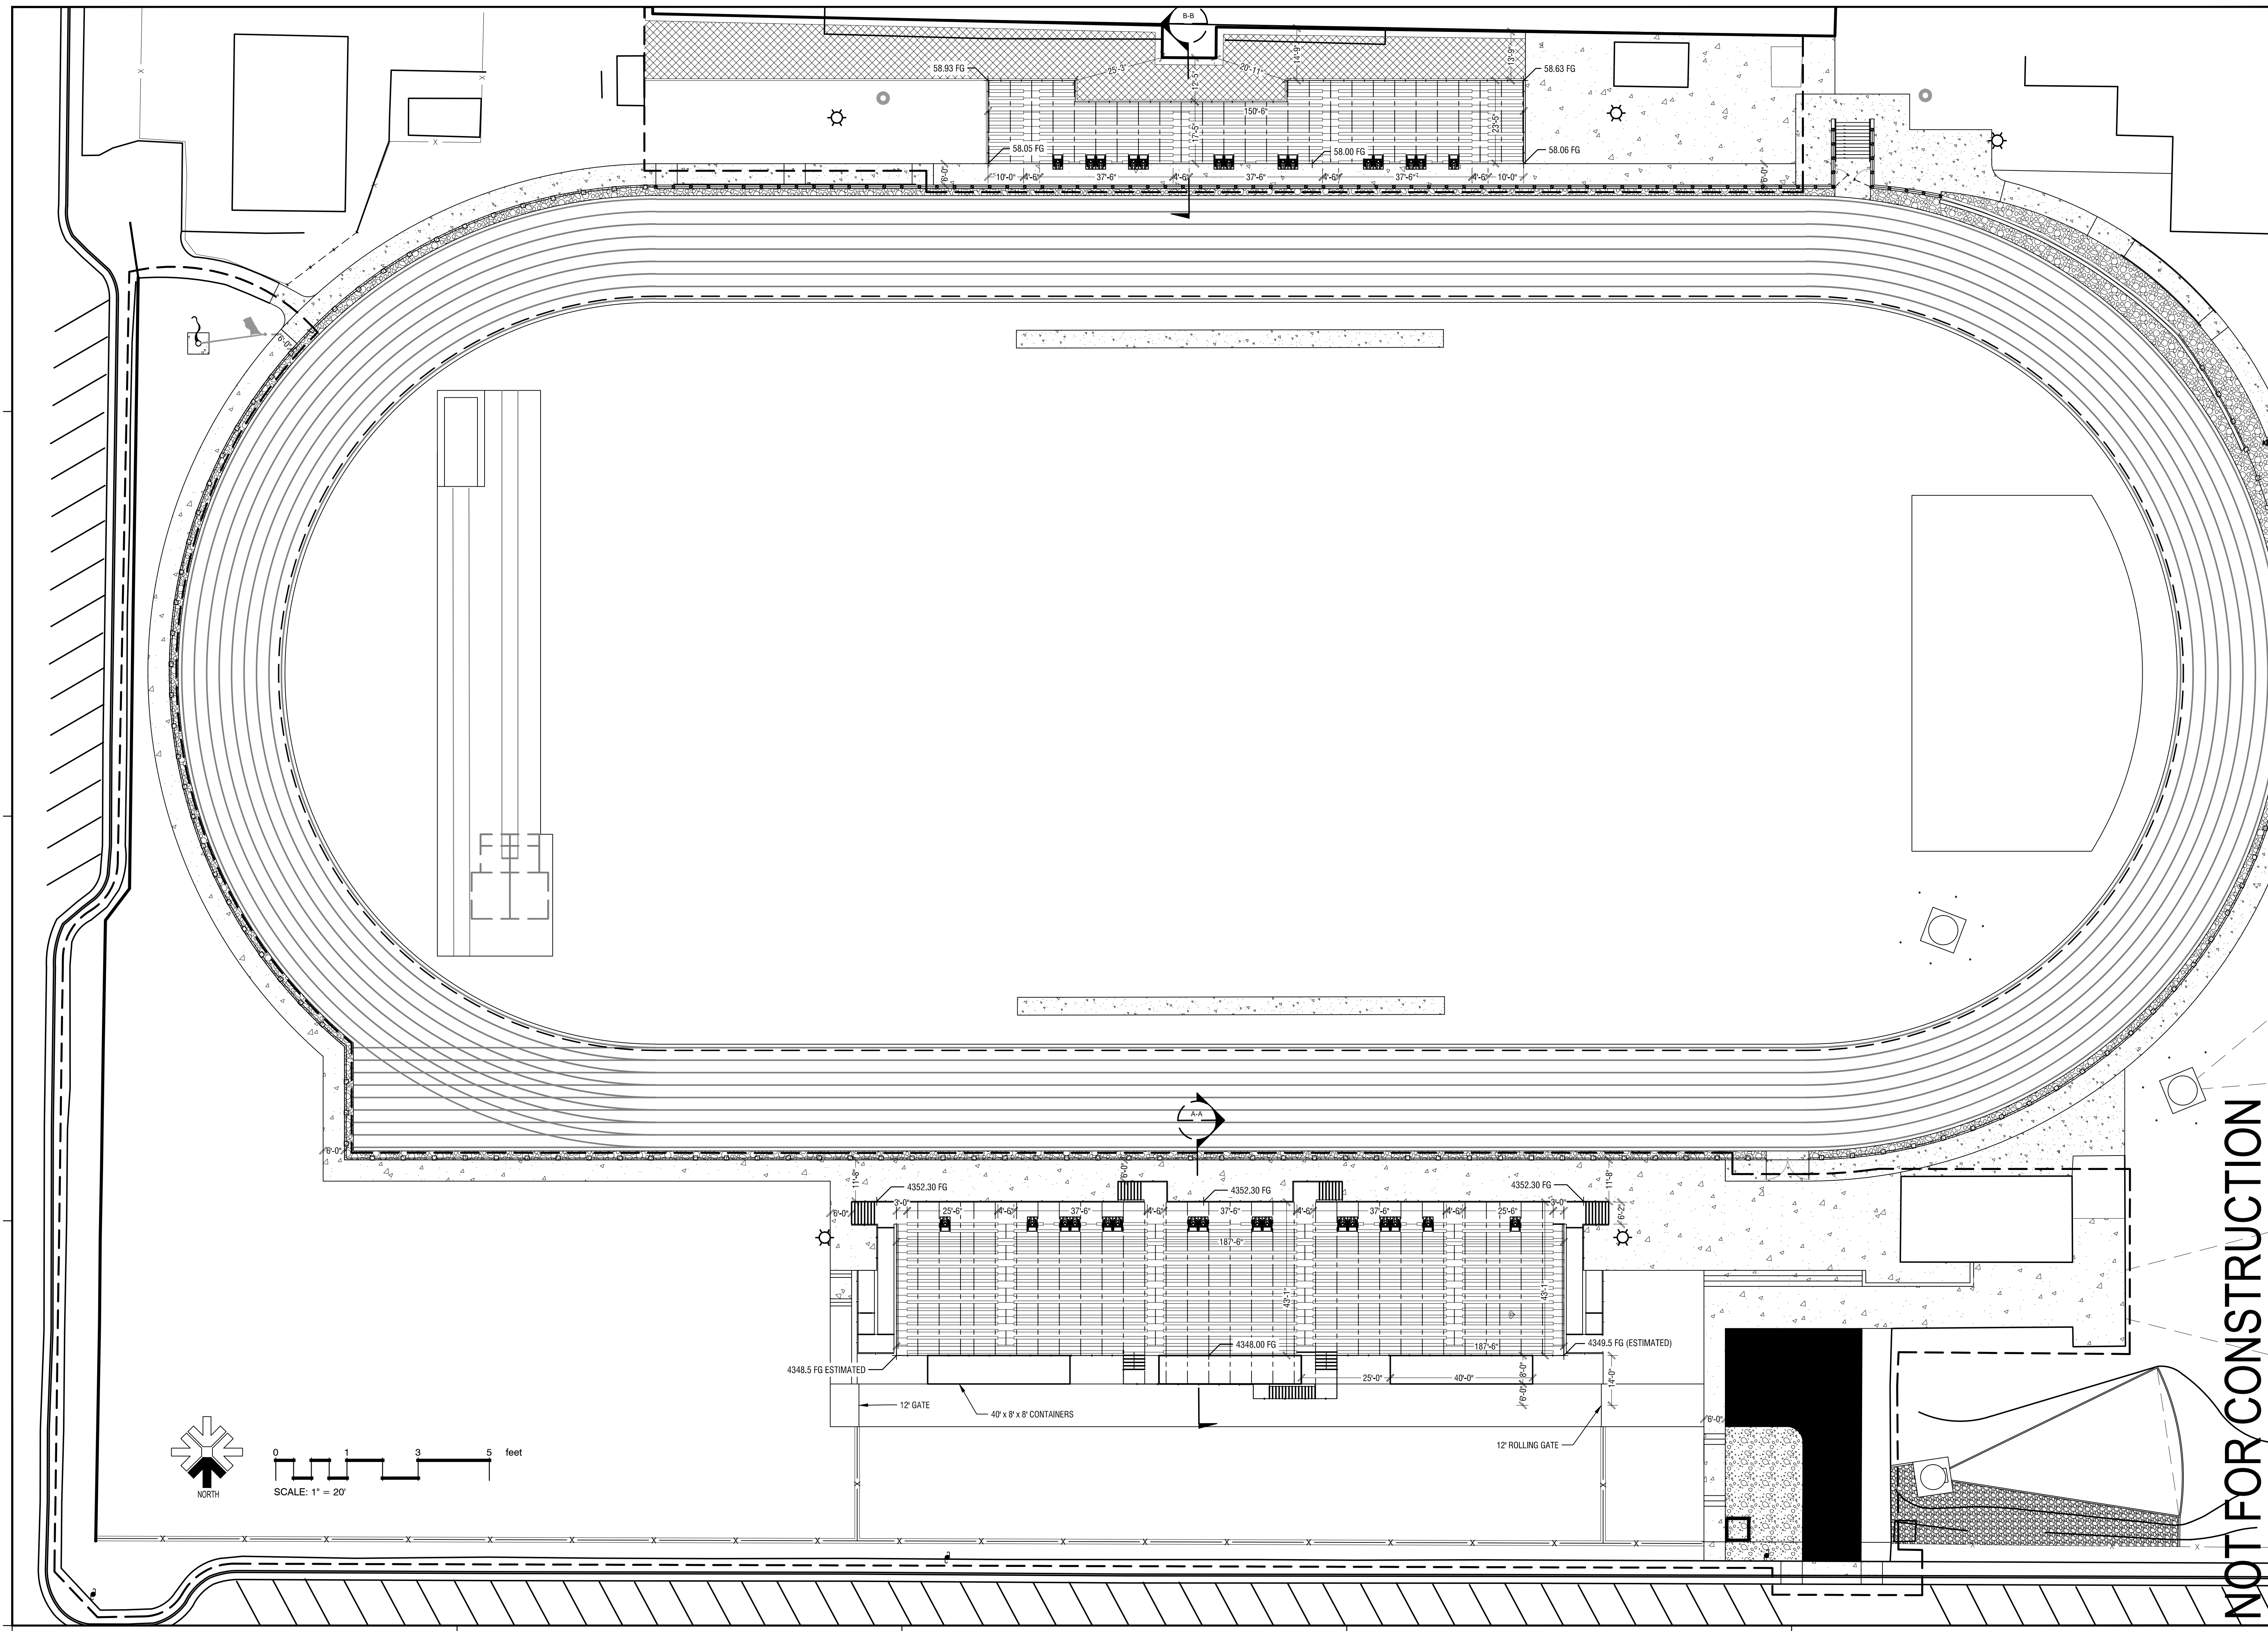 B-B
58.93 FG
25'-3"
12'-5"
20'-11"
14'-9"
13'-9"
58.63 FG
150'-6"
17'-5"
23'-5"
58.05 FG
58.00 FG
58.06 FG
6'-0"
10'-0"
4'-6"
37'-6"
4'-6"
37'-6"
4'-6"
37'-6"
4'-6"
10'-0"
6'-0"
6'-0"
A-A
6'-0"
11'-8"
6'-0"
11'-8"
4352.30 FG
4352.30 FG
4352.30 FG
6'-0"
3'-0"
25'-6"
4'-6"
37'-6"
4'-6"
37'-6"
4'-6"
37'-6"
4'-6"
25'-6"
3'-0"
6'-2"
187'-6"
43'-1"
43'-1"
4348.00 FG
187'-6"
4349.5 FG (ESTIMATED)
4348.5 FG ESTIMATED
25'-0"
40'-0"
8'-0"
6'-0"
14'-0"
12' GATE
40' x 8' x 8' CONTAINERS
12' ROLLING GATE
6'-0"
NORTH
0 1 3 5 feet
SCALE: 1" = 20'
NOT FOR CONSTRUCTION